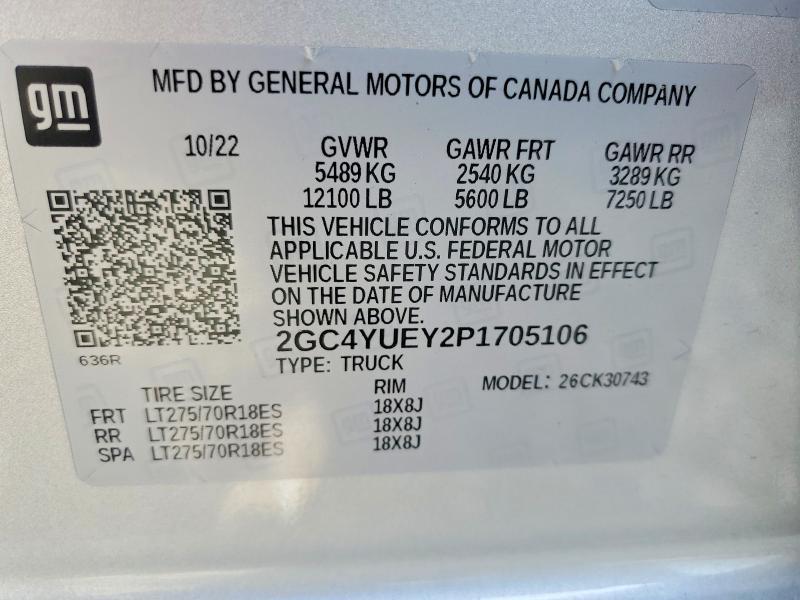 gm
MFD BY GENERAL MOTORS OF CANADA COMPANY
10/22 GVWR GAWR FRT GAWR RR
5489 KG 2540 KG 3289 KG
12100 LB 5600 LB 7250 LB
THIS VEHICLE CONFORMS TO ALL
APPLICABLE U.S. FEDERAL MOTOR
VEHICLE SAFETY STANDARDS IN EFFECT
ON THE DATE OF MANUFACTURE
SHOWN ABOVE.
2GC4YUEY2P1705106
636R
TYPE: TRUCK
TIRE SIZE RIM MODEL: 26CK30743
FRT LT275/70R18ES 18X8J
RR LT275/70R18ES 18X8J
SPA LT275/70R18ES 18X8J